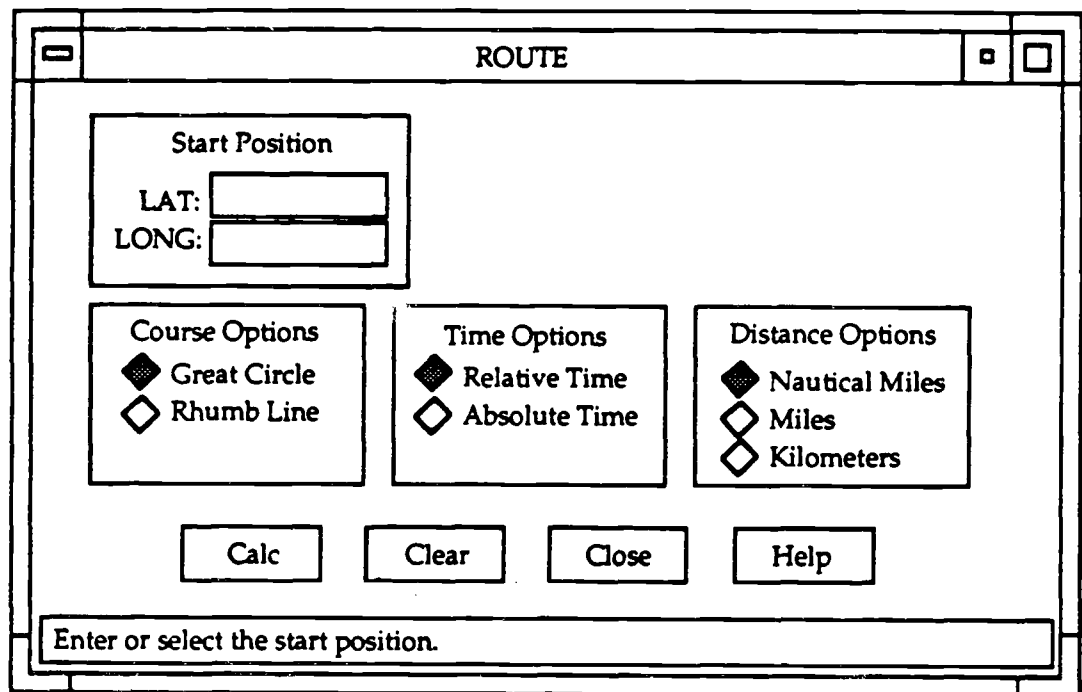 ROUTE
Start Position
LAT:
LONG:
Course Options
Great Circle
Rhumb Line
Time Options
Relative Time
Absolute Time
Distance Options
Nautical Miles
Miles
Kilometers
Calc
Clear
Close
Help
Enter or select the start position.